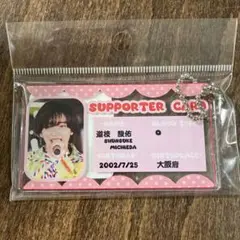 SUPPORTER CARD
道枝 駿佑
SHUNSUKE
MICHIEDA
2002/7/25
大阪府